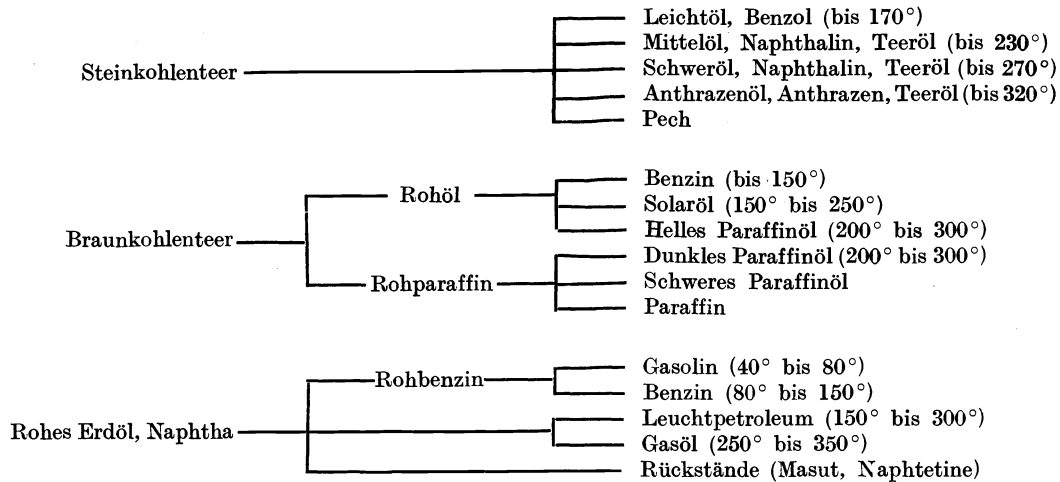 Leichtöl, Benzol (bis 170°)
Mittelöl, Naphthalin, Teeröl (bis 230°)
Steinkohlenteer
Schweröl, Naphthalin, Teeröl (bis 270°)
Anthrazenöl, Anthrazen, Teeröl (bis 320°)
Pech
Benzin (bis 150°)
Rohöl
Solaröl (150° bis 250°)
Helles Paraffinöl (200° bis 300°)
Braunkohlenteer
Dunkles Paraffinöl (200° bis 300°)
Rohparaffin
Schweres Paraffinöl
Paraffin
Gasolin (40° bis 80°)
Rohbenzin
Benzin (80° bis 150°)
Leuchtpetroleum (150° bis 300°)
Rohes Erdöl, Naphtha
Gasöl (250° bis 350°)
Rückstände (Masut, Naphtetine)